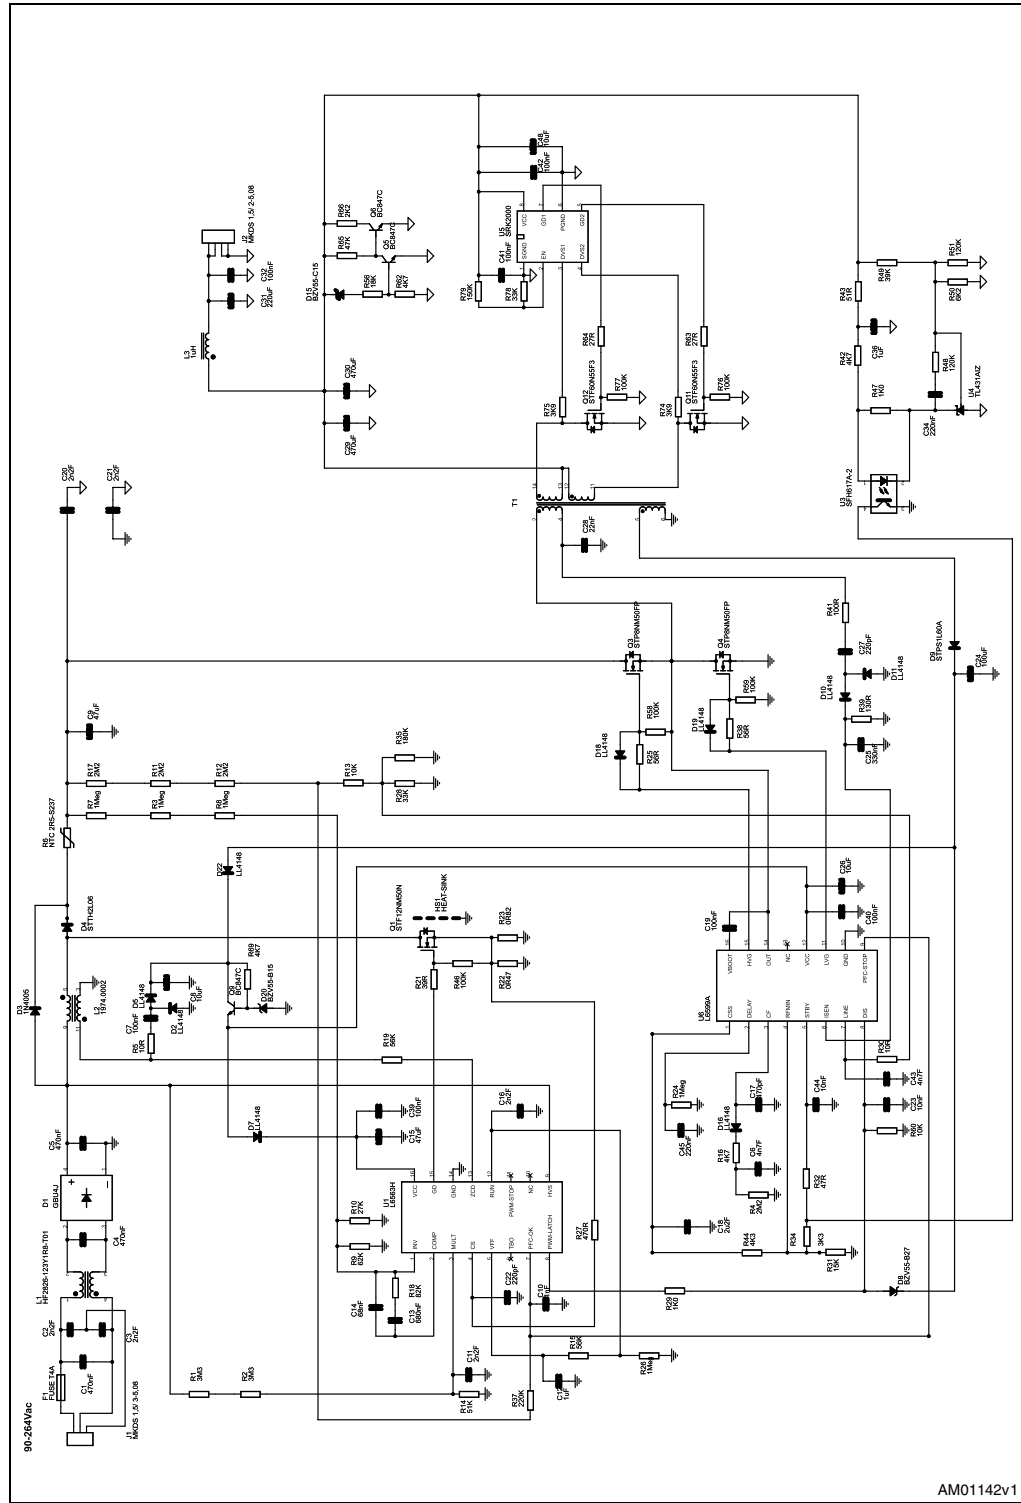 90-264Vac
J1
MKDS 1,5/ 3-5,08
F1
FUSE T4A
C1
470nF
C2
2n2F
C3
2n2F
L1
HF2826-123Y1R8-T01
C4
470nF
D1
GBU4J
C5
470nF
D3
1N4005
L2
1974.0002
D4
STTH2L06
R6
NTC 2R5-S237
R7
1Meg
R17
2M2
R3
1Meg
R11
2M2
R8
1Meg
R12
2M2
C9
47uF
C20
2n2F
C21
2n2F
R5
10R
C7
100nF
D5
LL4148
D2
LL4148
C8
10uF
R69
4K7
Q9
BC847C
D20
BZV55-B15
D22
LL4148
R13
10K
R35
180K
R28
33K
R19
56K
D7
LL4148
C39
100nF
C15
47uF
Q1
STF12NM50N
HS1
HEAT-SINK
R21
39R
R46
100K
R23
0R82
R22
0R47
R1
3M3
R2
3M3
R14
51K
C11
2n2F
R10
27K
R9
62K
C14
68nF
R18
82K
C13
680nF
U1
L6563H
INV
COMP
MULT
CS
VFF
TBO
PFC-OK
PWM-LATCH
VCC
GD
GND
ZCD
RUN
PWM-STOP
NC
HVS
C16
2n2F
C22
220pF
C10
1nF
R27
470R
R15
56K
R26
1Meg
C12
1uF
R37
220K
R29
1K0
L3
1uH
J2
MKDS 1,5/ 2-5,08
C32
100nF
C31
220uF
C30
470uF
C29
470uF
D15
BZV55-C15
R66
2K2
R65
47K
Q6
BC847C
Q5
BC847C
R56
18K
R62
4K7
C48
10uF
C42
100nF
C41
100nF
U5
SRK2000
SGND
EN
DVS1
DVS2
VCC
GD1
PGND
GD2
R79
150K
R78
33K
R64
27R
R63
27R
Q12
STF60N55F3
R77
100K
Q11
STF60N55F3
R76
100K
R75
3K9
R74
3K9
T1
C28
22nF
Q3
STP8NM50FP
Q4
STP8NM50FP
R58
100K
R59
100K
D18
LL4148
R25
56R
D19
LL4148
R38
56R
R41
100R
C27
220pF
D10
LL4148
D11
LL4148
R39
130R
C25
330nF
D9
STPS1L60A
C24
100uF
C19
100nF
C26
10uF
C40
100nF
U6
L6599A
CSS
DELAY
CF
RFMIN
STBY
ISEN
LINE
DIS
VBOOT
HVG
OUT
NC
VCC
LVG
GND
PFC-STOP
R24
1Meg
C45
220nF
C17
470pF
D16
LL4148
R16
4K7
C6
4n7F
R4
2M2
C18
2u2F
R44
4K3
R34
3K3
R31
15K
R32
47R
C44
10nF
R30
10R
C43
4n7F
C23
10nF
R60
10K
D8
BZV55-B27
R43
51R
R49
39K
R51
120K
R50
6K2
R42
4K7
C36
1uF
R48
120K
R47
1K0
C34
220nF
U4
TL431AIZ
U3
SFH617A-2
AM01142v1